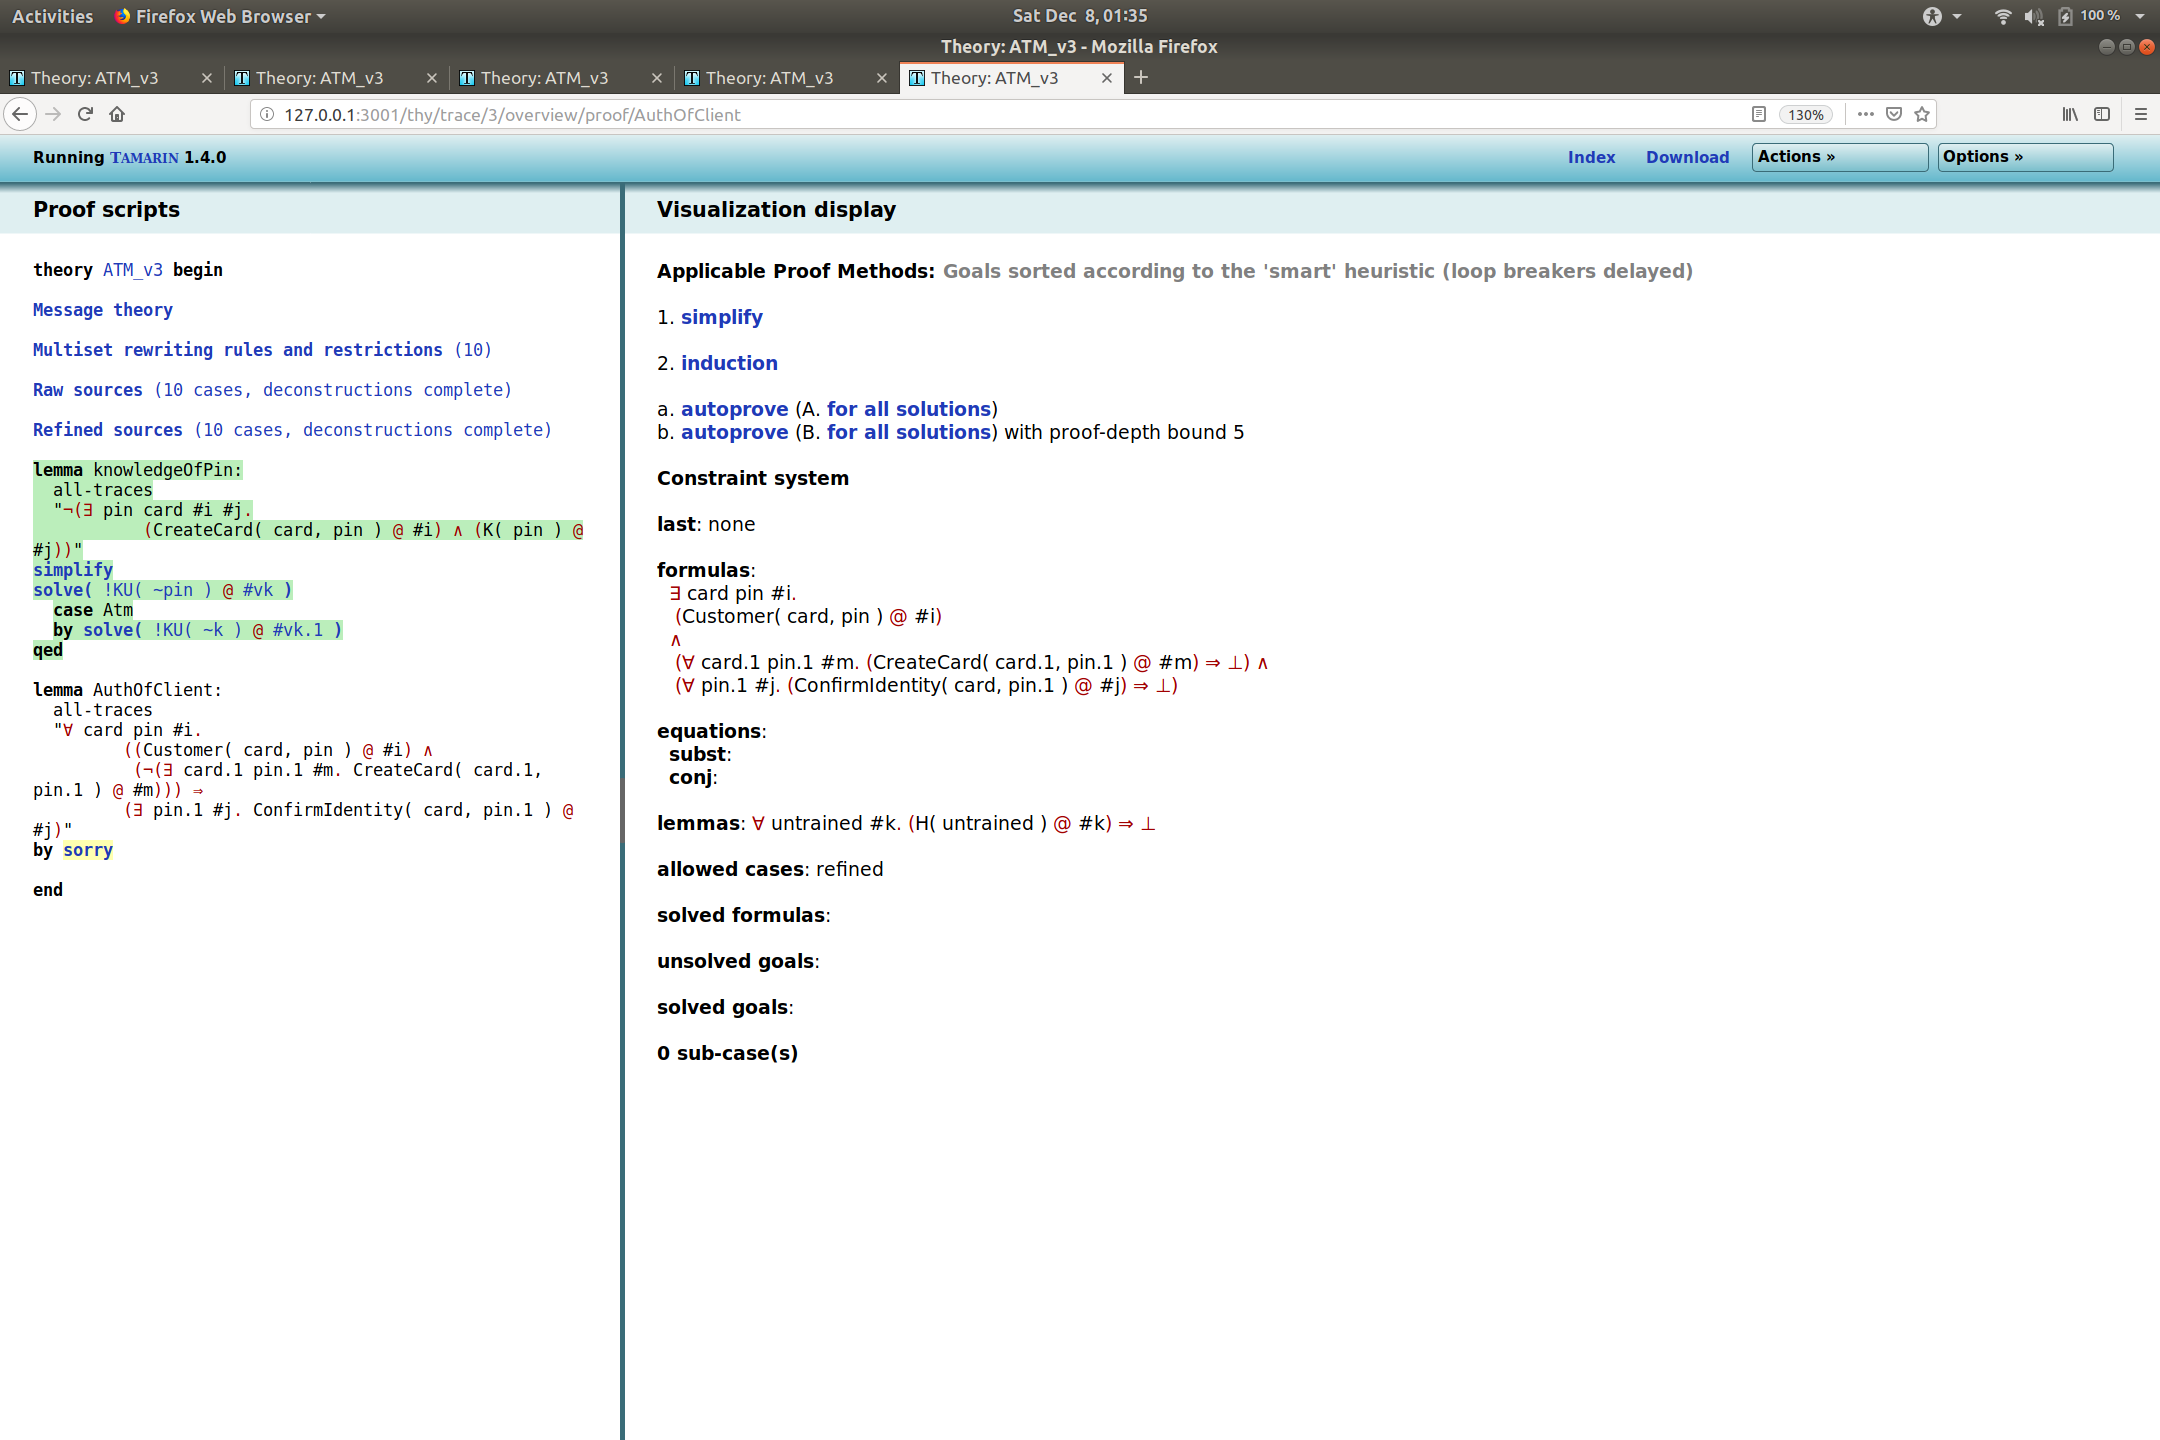 Activities Firefox Web Browser Sat Dec 8, 01:35 100 %
Theory: ATM_v3 - Mozilla Firefox
Theory: ATM_v3 Theory: ATM_v3 Theory: ATM_v3 Theory: ATM_v3 Theory: ATM_v3
127.0.0.1:3001/thy/trace/3/overview/proof/AuthOfClient 130%
Running TAMARIN 1.4.0 Index Download Actions » Options »
Proof scripts
theory ATM_v3 begin
Message theory
Multiset rewriting rules and restrictions (10)
Raw sources (10 cases, deconstructions complete)
Refined sources (10 cases, deconstructions complete)
lemma knowledgeOfPin:
all-traces
"¬(∃ pin card #i #j.
(CreateCard( card, pin ) @ #i) ∧ (K( pin ) @
#j))"
simplify
solve( !KU( ~pin ) @ #vk )
case Atm
by solve( !KU( ~k ) @ #vk.1 )
qed
lemma AuthOfClient:
all-traces
"∀ card pin #i.
((Customer( card, pin ) @ #i) ∧
(¬(∃ card.1 pin.1 #m. CreateCard( card.1,
pin.1 ) @ #m))) ⇒
(∃ pin.1 #j. ConfirmIdentity( card, pin.1 ) @
#j)"
by sorry
end
Visualization display
Applicable Proof Methods: Goals sorted according to the 'smart' heuristic (loop breakers delayed)
1. simplify
2. induction
a. autoprove (A. for all solutions)
b. autoprove (B. for all solutions) with proof-depth bound 5
Constraint system
last: none
formulas:
∃ card pin #i.
(Customer( card, pin ) @ #i)
∧
(∀ card.1 pin.1 #m. (CreateCard( card.1, pin.1 ) @ #m) ⇒ ⊥) ∧
(∀ pin.1 #j. (ConfirmIdentity( card, pin.1 ) @ #j) ⇒ ⊥)
equations:
subst:
conj:
lemmas: ∀ untrained #k. (H( untrained ) @ #k) ⇒ ⊥
allowed cases: refined
solved formulas:
unsolved goals:
solved goals:
0 sub-case(s)